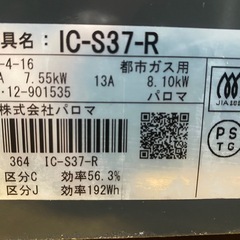 具名： IC-S37-R
-4-16
都市ガス用
A 7.55kW 13A 8.10kW
・12-901535 パロマ
株式会社パロマ
364 IC-S37-R
区分C 効率56.3%
区分J 効率192Wh
JIA
PS
TG